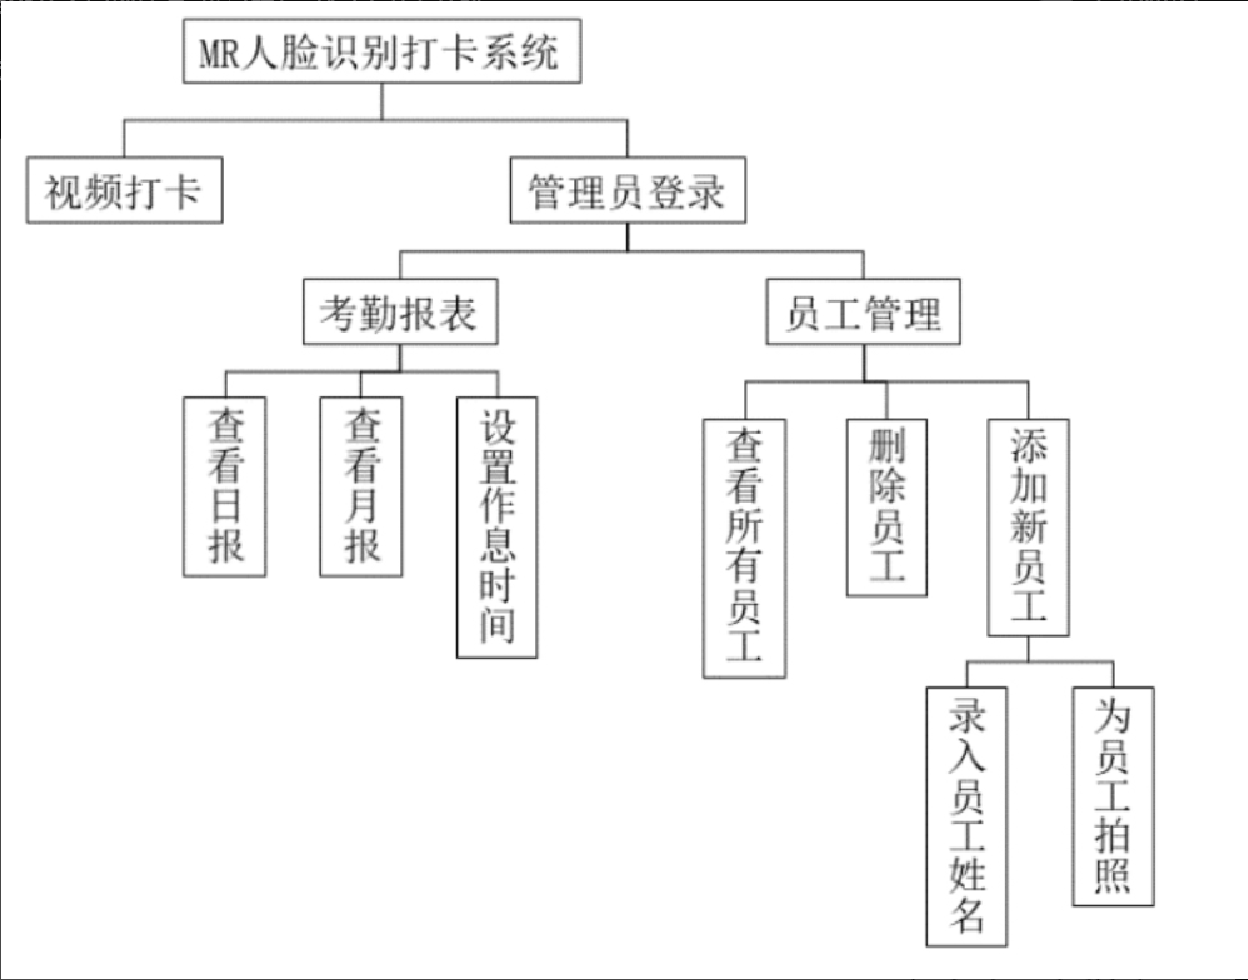 MR人脸识别打卡系统
视频打卡
管理员登录
考勤报表
员工管理
查看日报
查看月报
设置作息时间
查看所有员工
删除员工
添加新员工
录入员工姓名
为员工拍照